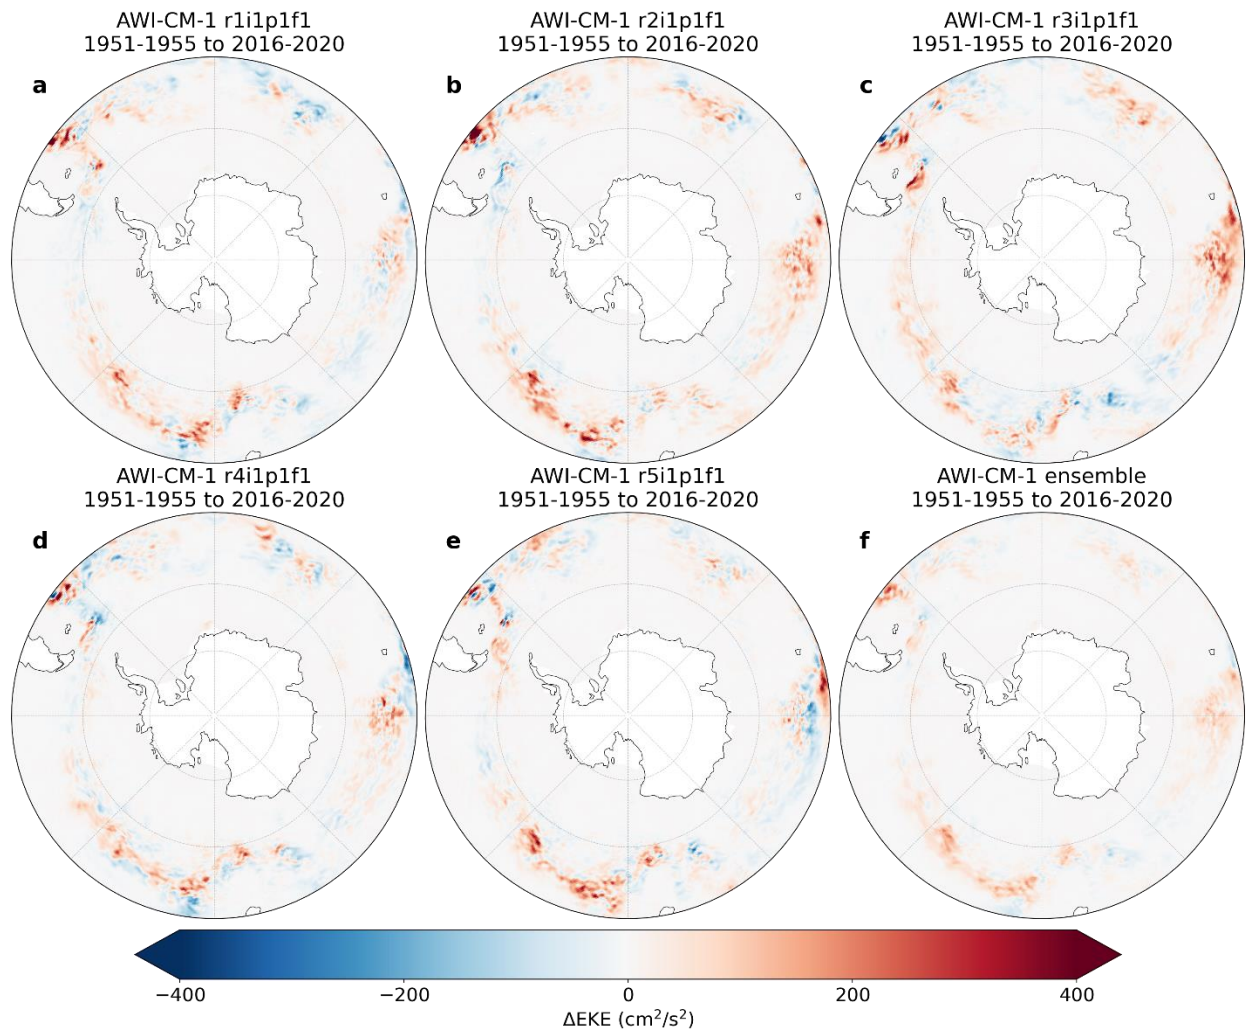 AWI-CM-1 r1i1p1f1
1951-1955 to 2016-2020
a
AWI-CM-1 r2i1p1f1
1951-1955 to 2016-2020
b
AWI-CM-1 r3i1p1f1
1951-1955 to 2016-2020
c
AWI-CM-1 r4i1p1f1
1951-1955 to 2016-2020
d
AWI-CM-1 r5i1p1f1
1951-1955 to 2016-2020
e
AWI-CM-1 ensemble
1951-1955 to 2016-2020
f
−400 −200 0 200 400
ΔEKE (cm²/s²)